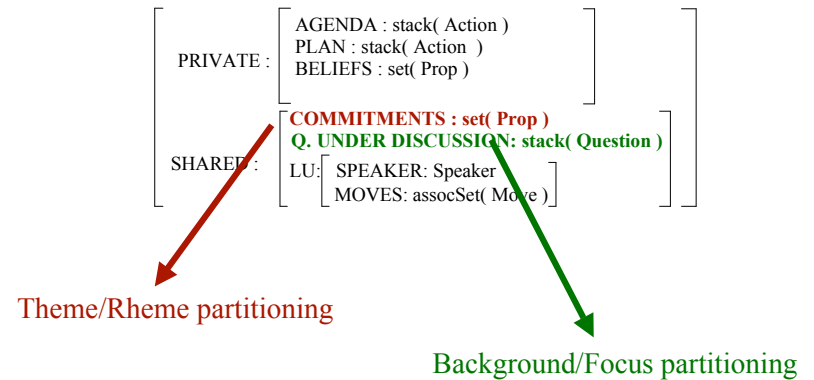 PRIVATE :
AGENDA : stack( Action )
PLAN : stack( Action )
BELIEFS : set( Prop )
SHARED :
COMMITMENTS : set( Prop )
Q. UNDER DISCUSSION: stack( Question )
LU:
SPEAKER: Speaker
MOVES: assocSet( Move )
Theme/Rheme partitioning
Background/Focus partitioning